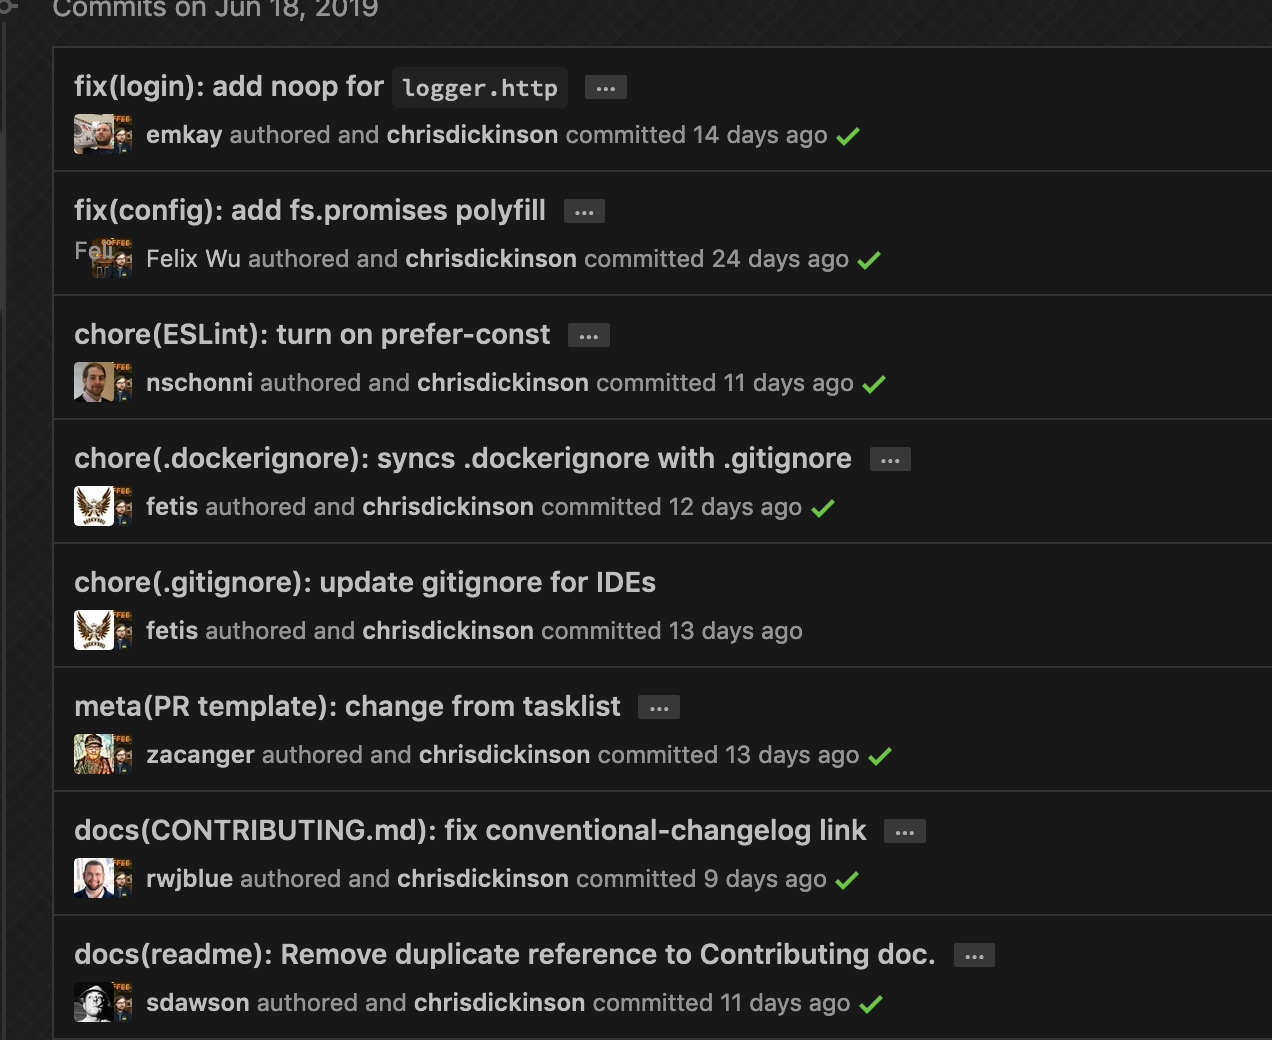 Commits on Jun 18, 2019
fix(login): add noop for logger.http ...
emkay authored and chrisdickinson committed 14 days ago
fix(config): add fs.promises polyfill ...
Feli Felix Wu authored and chrisdickinson committed 24 days ago
chore(ESLint): turn on prefer-const ...
nschonni authored and chrisdickinson committed 11 days ago
chore(.dockerignore): syncs .dockerignore with .gitignore ...
fetis authored and chrisdickinson committed 12 days ago
chore(.gitignore): update gitignore for IDEs
fetis authored and chrisdickinson committed 13 days ago
meta(PR template): change from tasklist ...
zacanger authored and chrisdickinson committed 13 days ago
docs(CONTRIBUTING.md): fix conventional-changelog link ...
rwjblue authored and chrisdickinson committed 9 days ago
docs(readme): Remove duplicate reference to Contributing doc. ...
sdawson authored and chrisdickinson committed 11 days ago